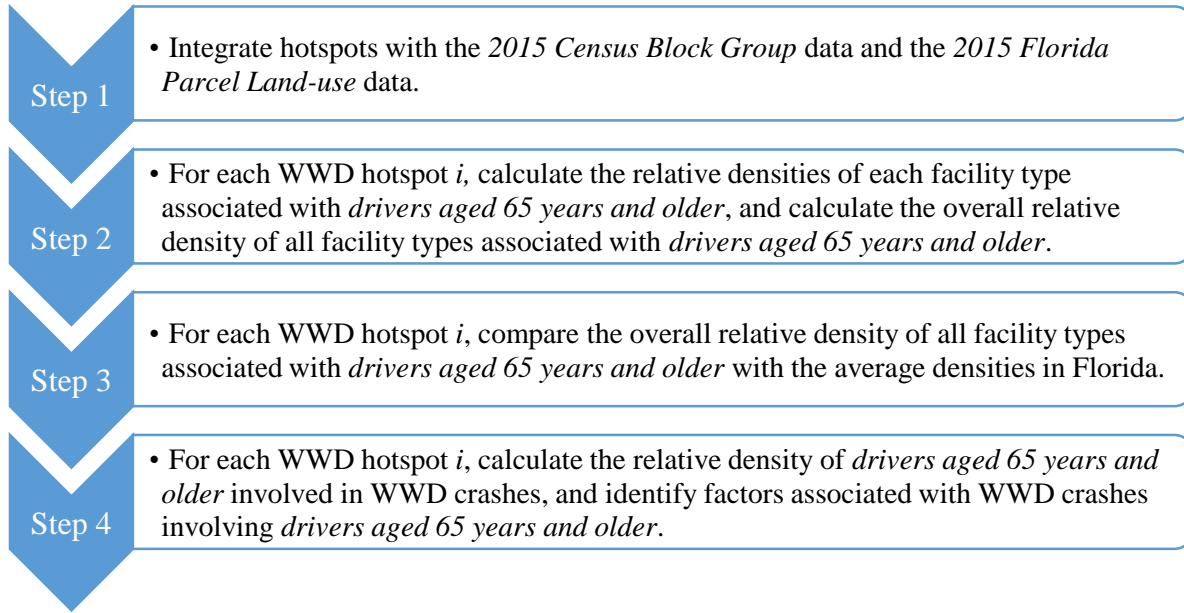 Step 1
• Integrate hotspots with the 2015 Census Block Group data and the 2015 Florida
Parcel Land-use data.
Step 2
• For each WWD hotspot i, calculate the relative densities of each facility type
associated with drivers aged 65 years and older, and calculate the overall relative
density of all facility types associated with drivers aged 65 years and older.
Step 3
• For each WWD hotspot i, compare the overall relative density of all facility types
associated with drivers aged 65 years and older with the average densities in Florida.
Step 4
• For each WWD hotspot i, calculate the relative density of drivers aged 65 years and
older involved in WWD crashes, and identify factors associated with WWD crashes
involving drivers aged 65 years and older.